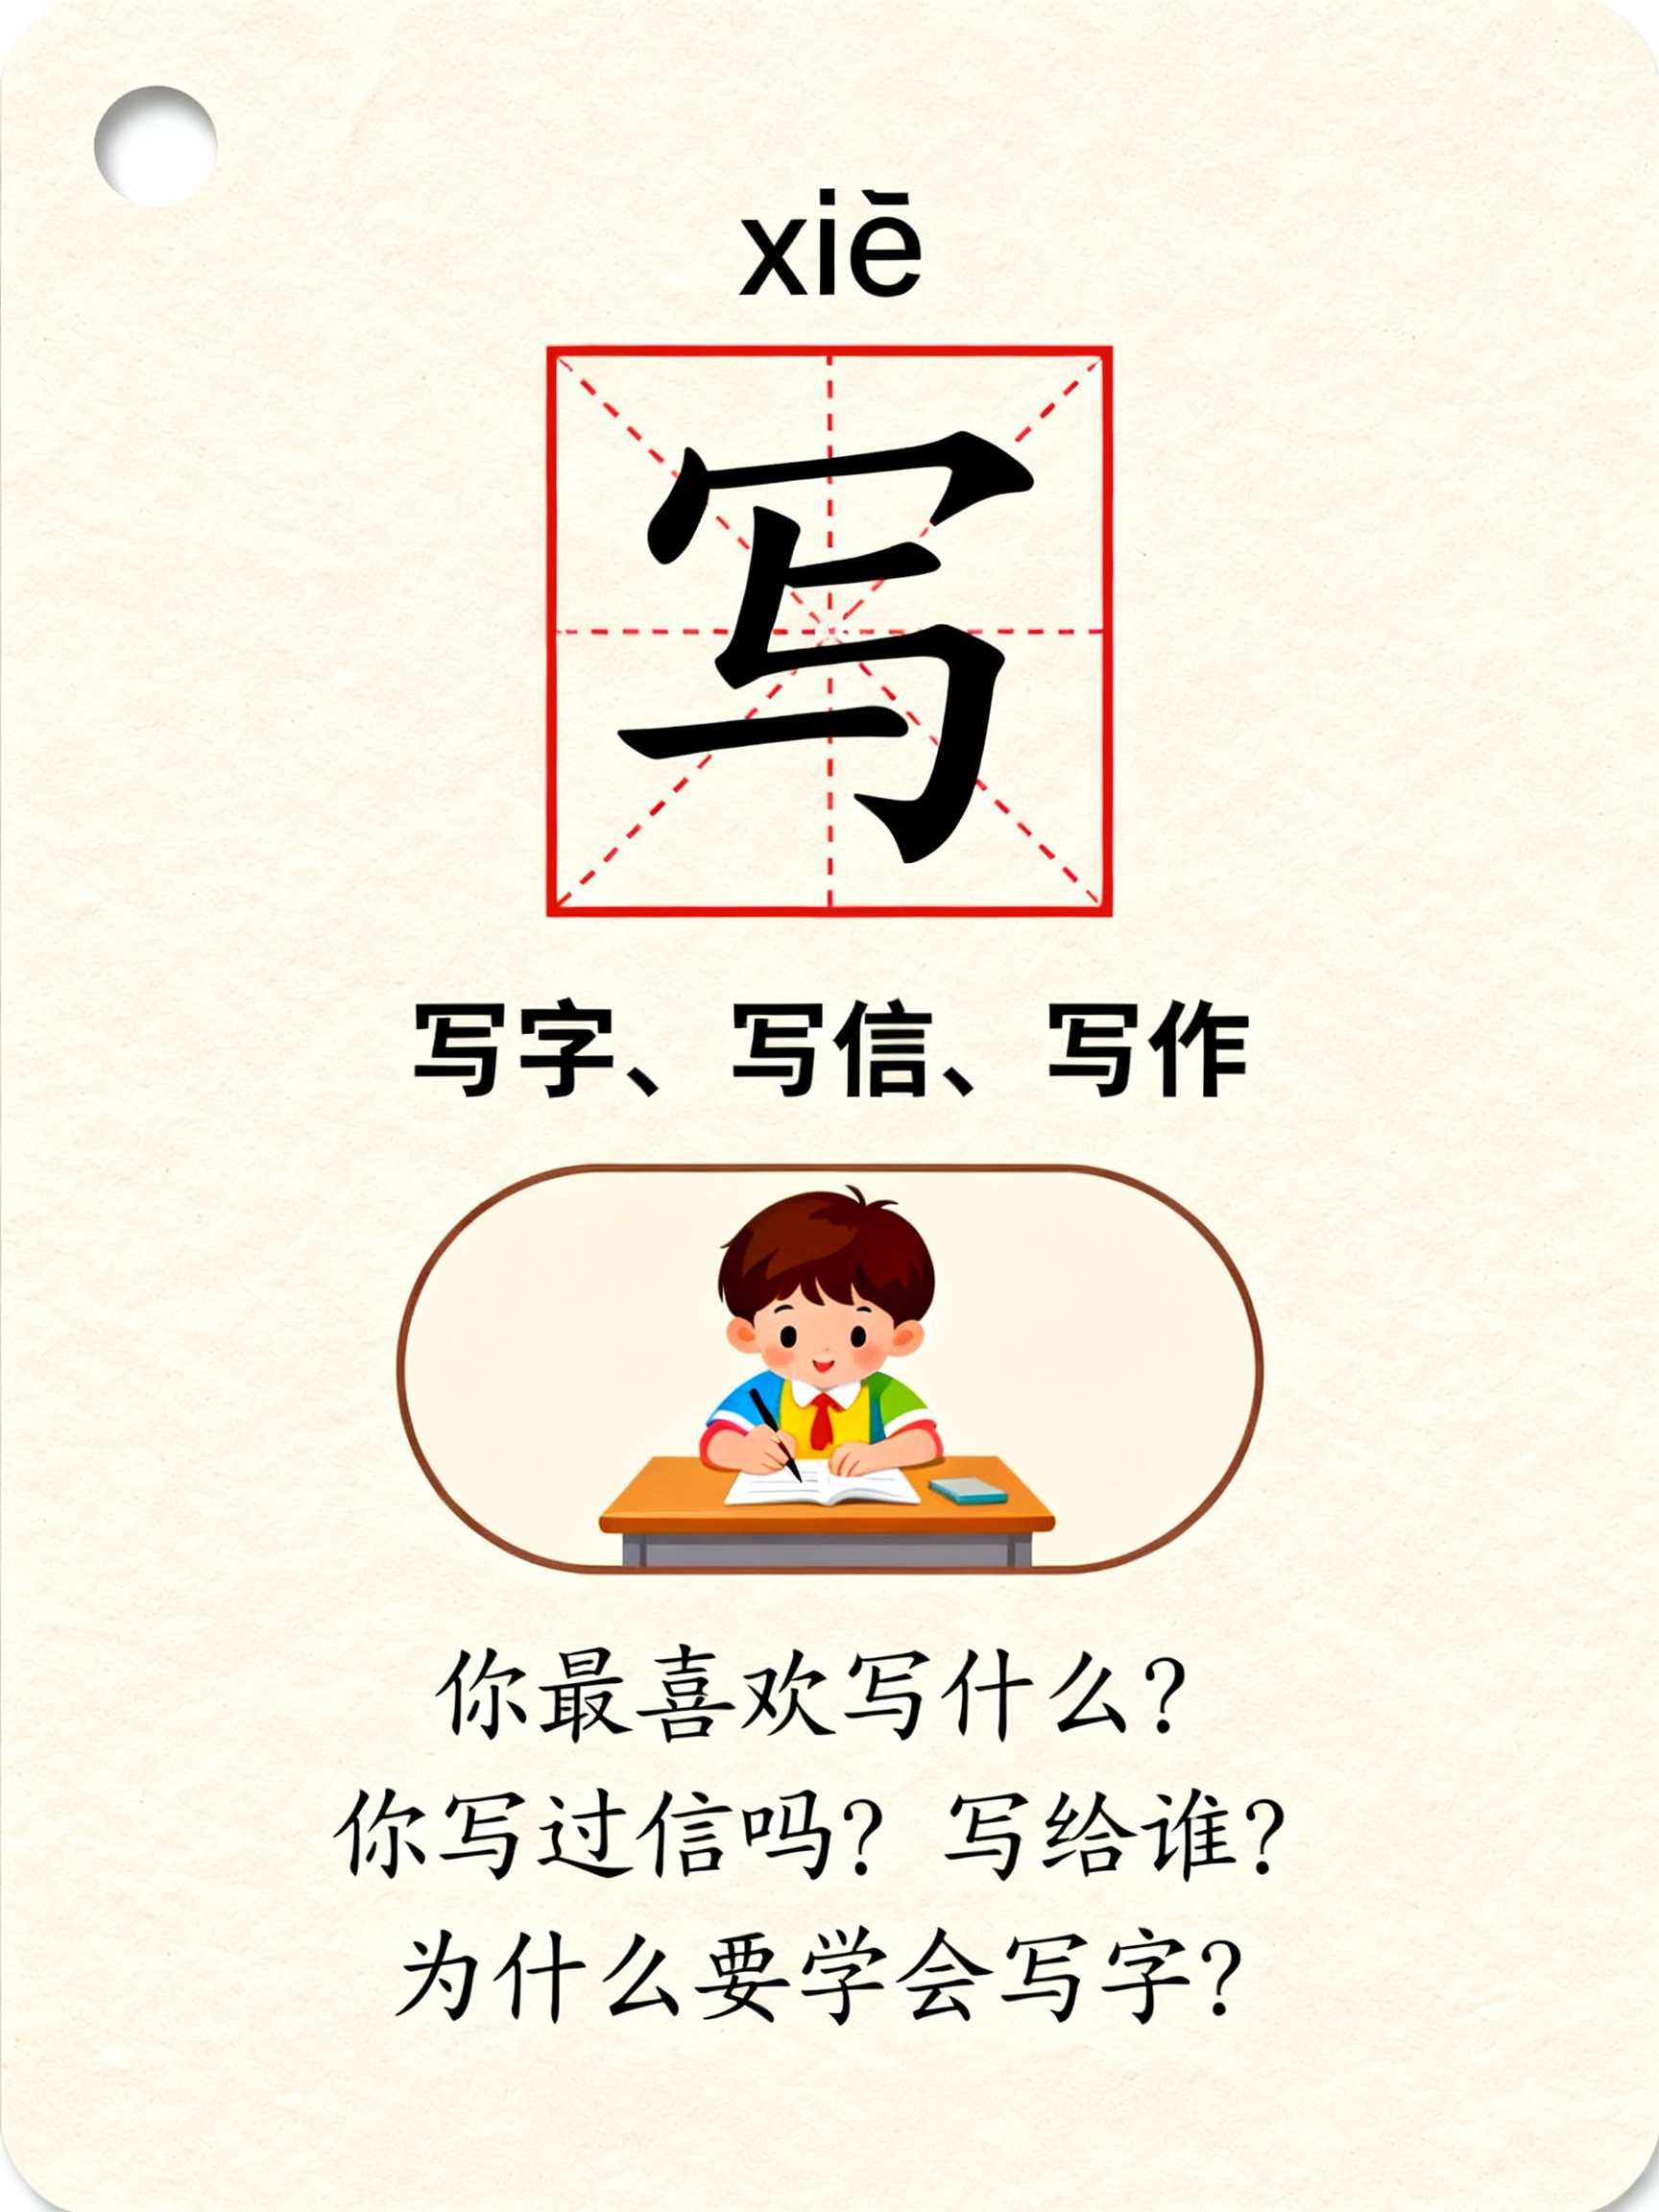 xiē
写
写字、写信、写作
你最喜欢写什么？
你写过信吗？写给谁？
为什么要学会写字？